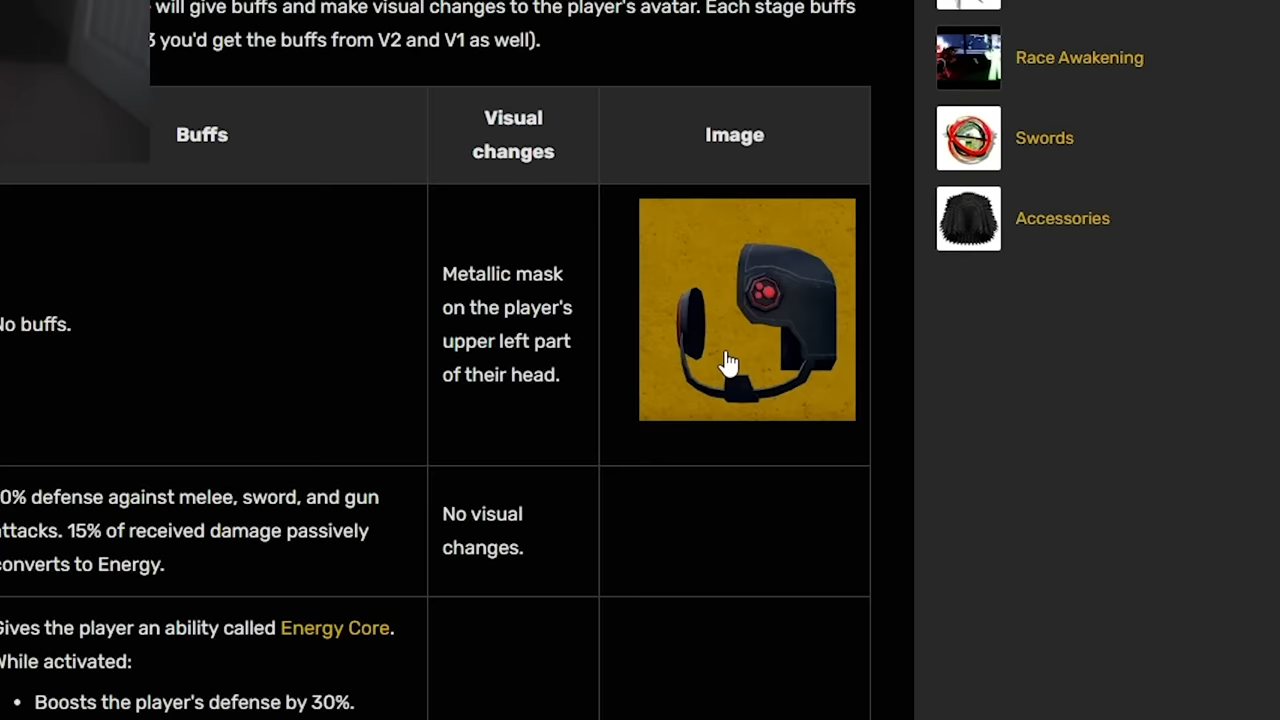 will give buffs and make visual changes to the player's avatar. Each stage buffs
3 you'd get the buffs from V2 and V1 as well).
Race Awakening
Swords
Accessories
Buffs
Visual
changes
Image
No buffs.
Metallic mask
on the player's
upper left part
of their head.
0% defense against melee, sword, and gun
attacks. 15% of received damage passively
converts to Energy.
No visual
changes.
Gives the player an ability called Energy Core.
While activated:
• Boosts the player's defense by 30%.